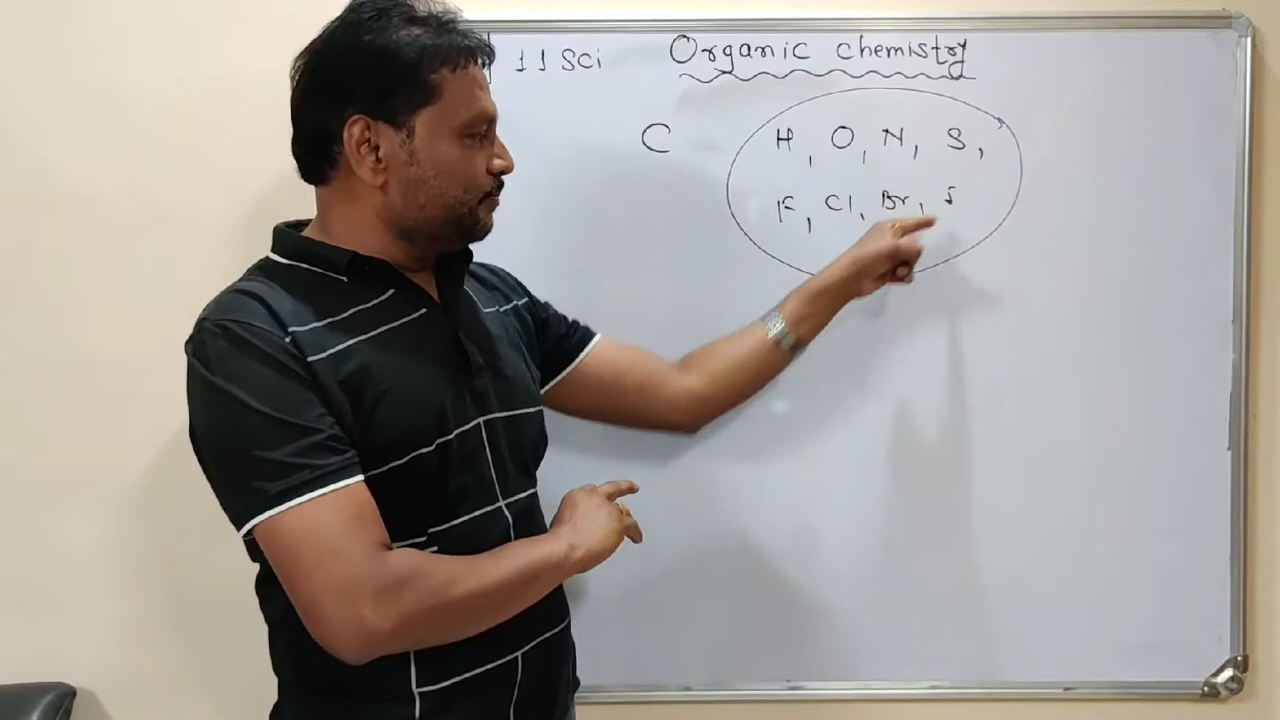 11 Sci Organic chemistry
C H, O, N, S,
F, Cl, Br, I